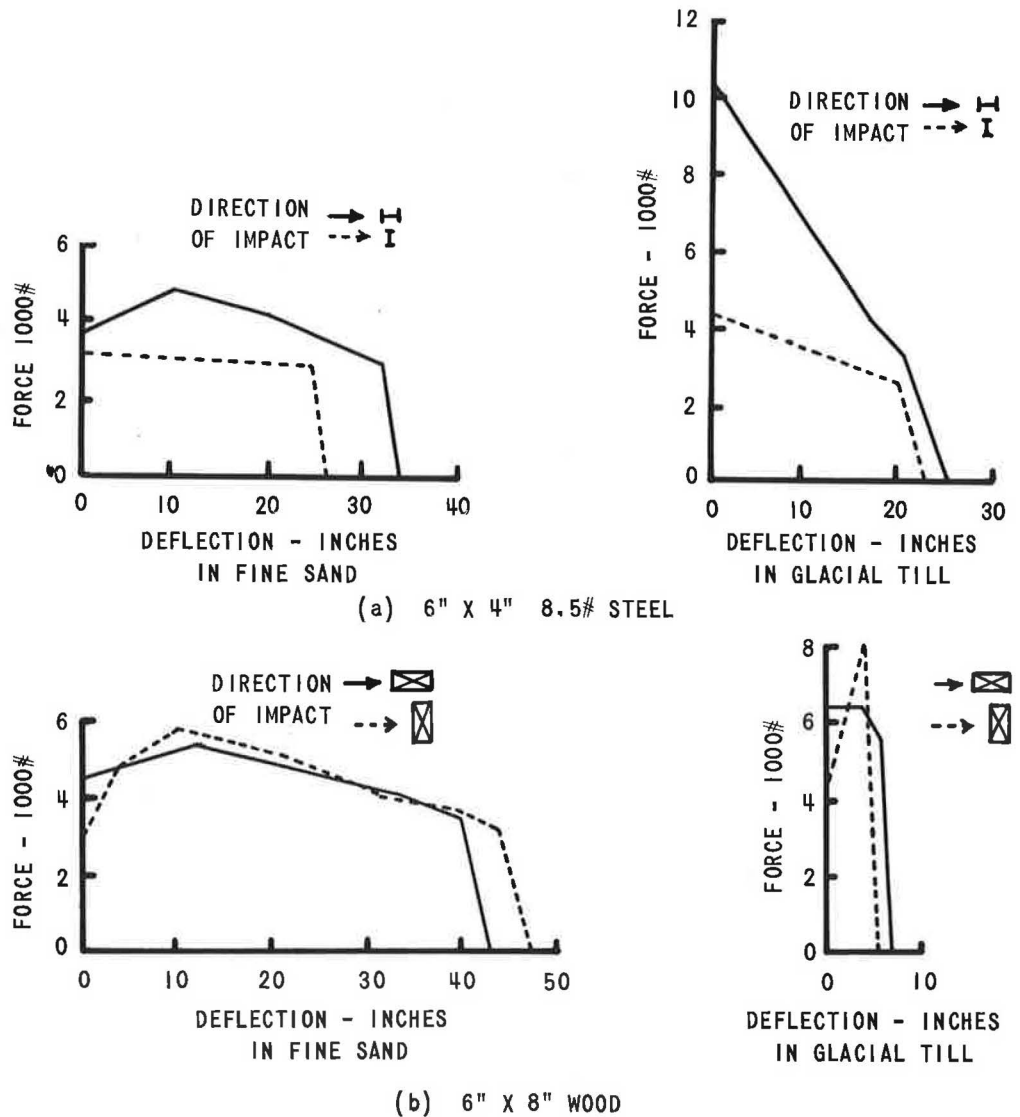 DIRECTION
OF IMPACT
6
4
2
0
FORCE 1000#
0 10 20 30 40
DEFLECTION - INCHES
IN FINE SAND
12
10
8
6
4
2
0
FORCE - 1000#
DIRECTION
OF IMPACT
0 10 20 30
DEFLECTION - INCHES
IN GLACIAL TILL
(a) 6" X 4" 8.5# STEEL
DIRECTION
OF IMPACT
6
4
2
0
FORCE - 1000#
0 10 20 30 40 50
DEFLECTION - INCHES
IN FINE SAND
8
6
4
2
0
FORCE - 1000#
0 10
DEFLECTION - INCHES
IN GLACIAL TILL
(b) 6" X 8" WOOD